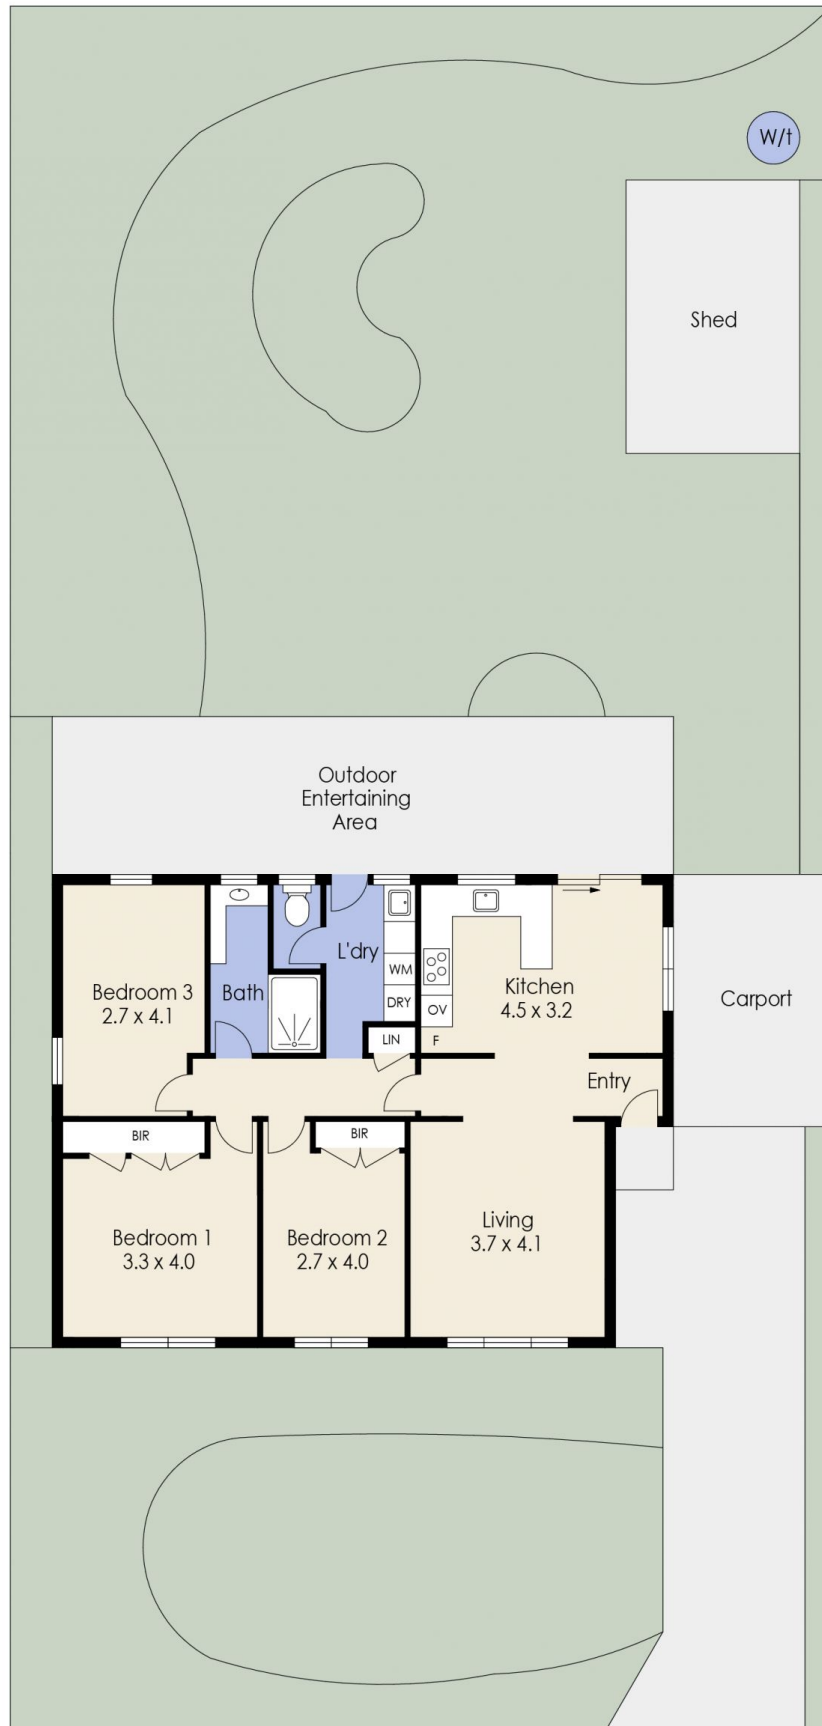 W/t
Shed
Outdoor
Entertaining
Area
L'dry
WM
DRY
Bedroom 3
2.7 x 4.1
Bath
Kitchen
4.5 x 3.2
OV
F
LIN
Carport
Entry
BIR
BIR
Bedroom 1
3.3 x 4.0
Bedroom 2
2.7 x 4.0
Living
3.7 x 4.1